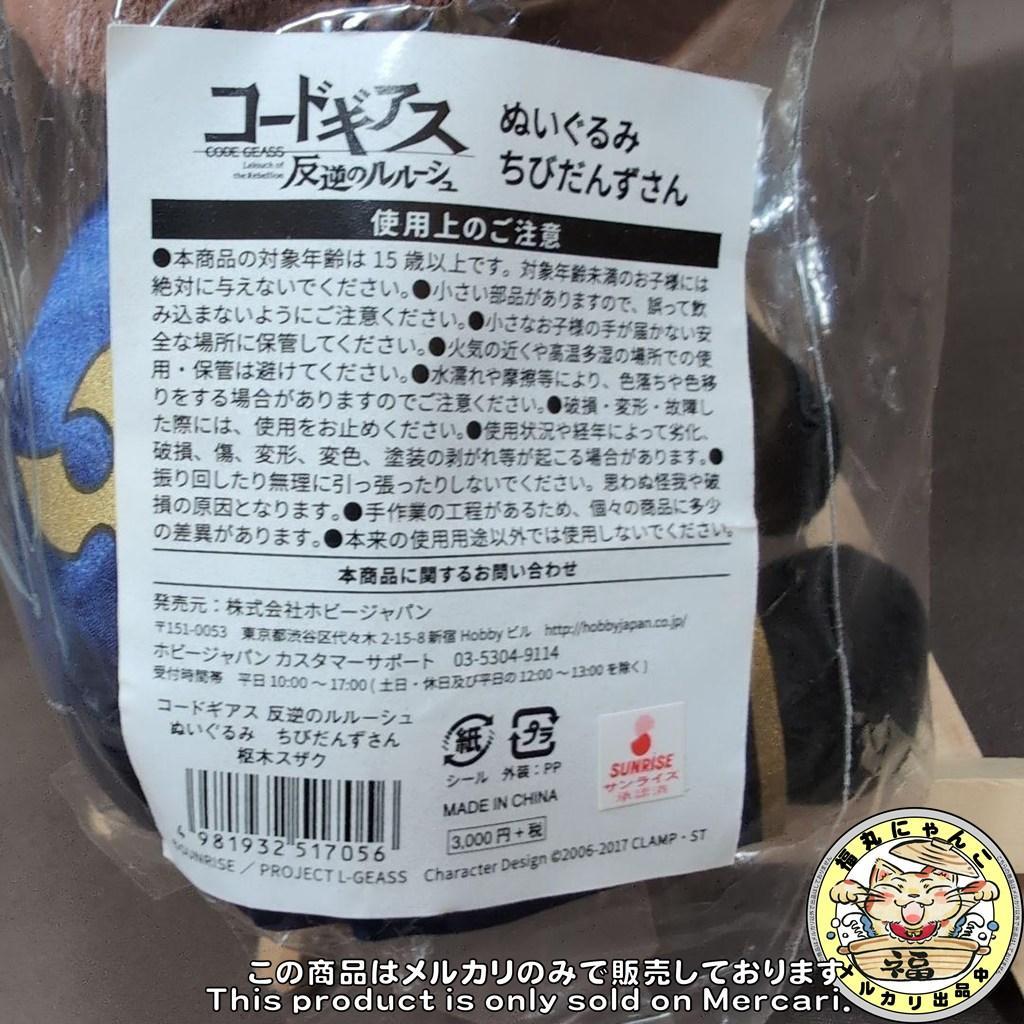 コードギアス
CODE GEASS
Lelouch of
the Rebellion
反逆のルルーシュ
ぬいぐるみ
ちびだんずさん
使用上のご注意
●本商品の対象年齢は 15 歳以上です。対象年齢未満のお子様には
絶対に与えないでください。●小さい部品がありますので、誤って飲
み込まないようにご注意ください。●小さなお子様の手が届かない安
全な場所に保管してください。●火気の近くや高温多湿の場所での使
用・保管は避けてください。●水濡れや摩擦等により、色落ちや色移
りをする場合がありますのでご注意ください。●破損・変形・故障し
た際には、使用をお止めください。●使用状況や経年によって劣化、
破損、傷、変形、変色、塗装の剥がれ等が起こる場合があります。●
振り回したり無理に引っ張ったりしないでください。思わぬ怪我や破
損の原因となります。●手作業の工程があるため、個々の商品に多少
の差異があります。●本来の使用用途以外では使用しないでください。
本商品に関するお問い合わせ
発売元：株式会社ホビージャパン
〒151-0053 東京都渋谷区代々木 2-15-8 新宿 Hobby ビル http://hobbyjapan.co.jp/
ホビージャパン カスタマーサポート 03-5304-9114
受付時間帯 平日 10:00 ～ 17:00 ( 土日・休日及び平日の 12:00 ～ 13:00 を除く )
コードギアス 反逆のルルーシュ
ぬいぐるみ ちびだんずさん
枢木スザク
4 981932 517056
紙
プラ
シール 外装：PP
MADE IN CHINA
3,000 円 + 税
SUNRISE
サンライズ
承認済
©SUNRISE／PROJECT L-GEASS Character Design ©2006-2017 CLAMP・ST
福丸にゃんこ
福
メルカリ出品中
この商品はメルカリのみで販売しております。
This product is only sold on Mercari.